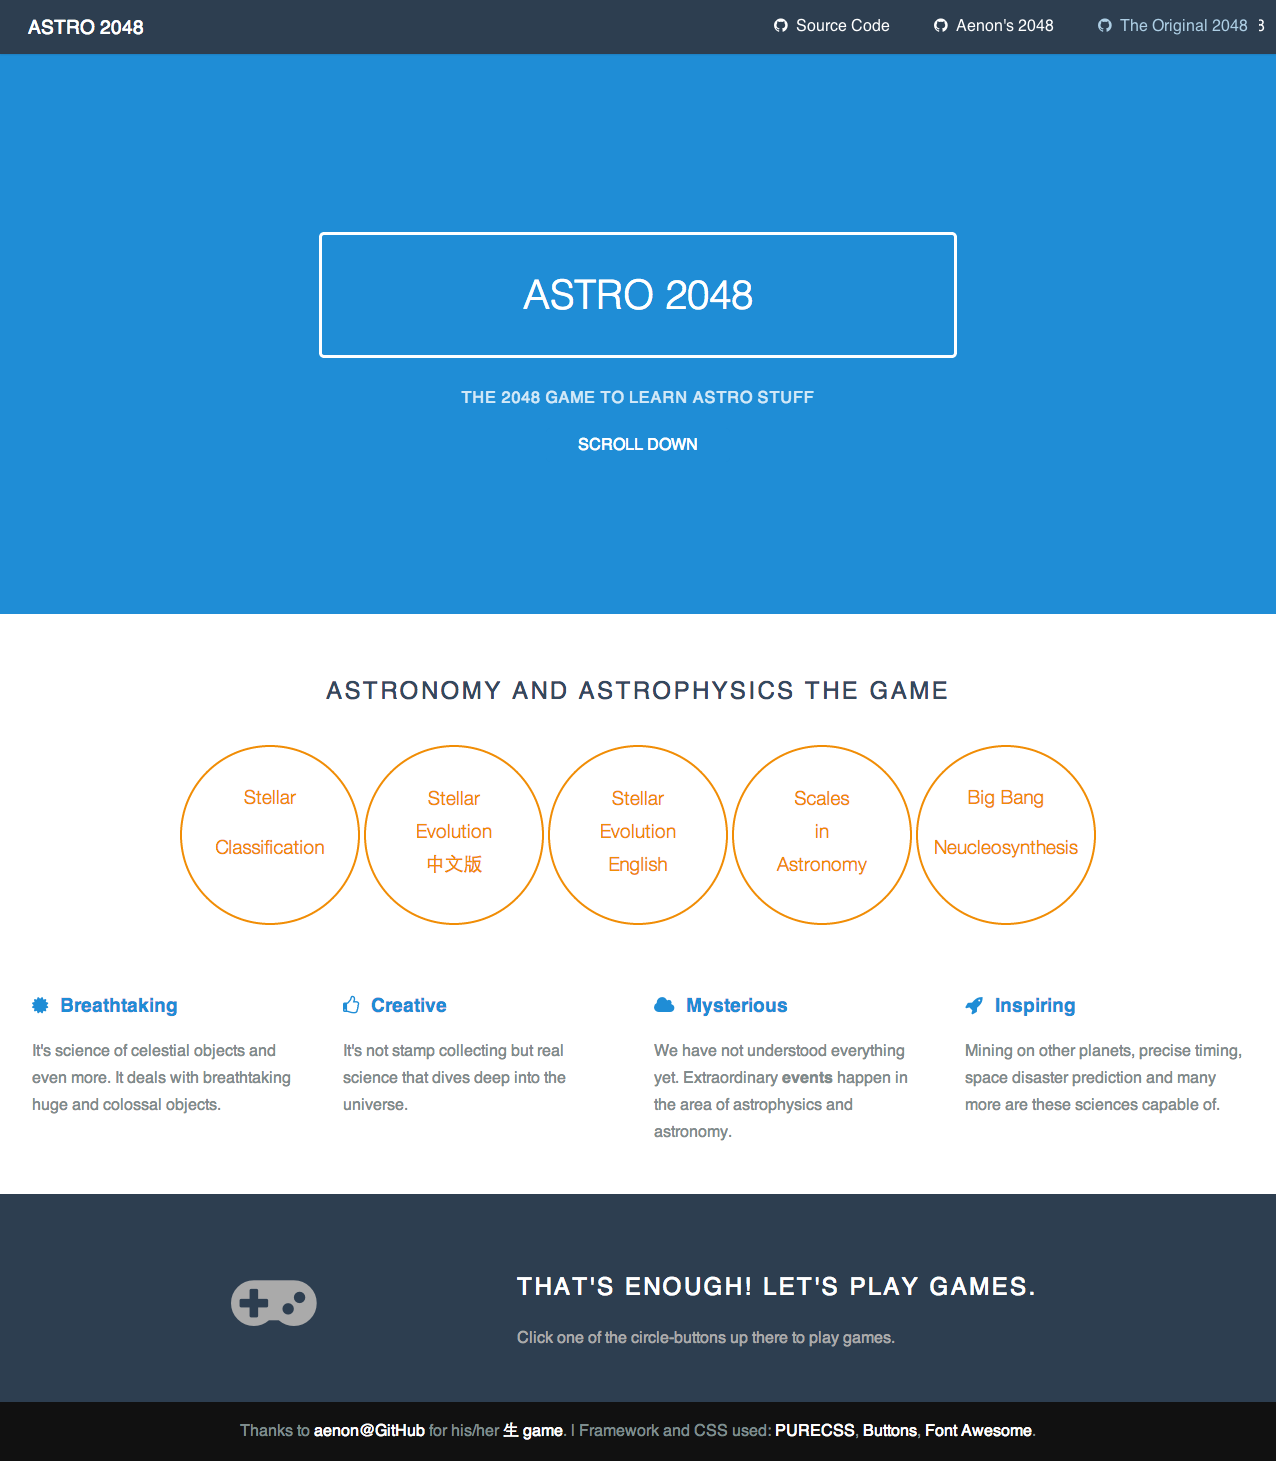 ASTRO 2048
Source Code
Aenon's 2048
The Original 2048
ASTRO 2048
THE 2048 GAME TO LEARN ASTRO STUFF
SCROLL DOWN
ASTRONOMY AND ASTROPHYSICS THE GAME
Stellar
Classification
Stellar
Evolution
中文版
Stellar
Evolution
English
Scales
in
Astronomy
Big Bang
Neucleosynthesis
Breathtaking
It's science of celestial objects and
even more. It deals with breathtaking
huge and colossal objects.
Creative
It's not stamp collecting but real
science that dives deep into the
universe.
Mysterious
We have not understood everything
yet. Extraordinary events happen in
the area of astrophysics and
astronomy.
Inspiring
Mining on other planets, precise timing,
space disaster prediction and many
more are these sciences capable of.
THAT'S ENOUGH! LET'S PLAY GAMES.
Click one of the circle-buttons up there to play games.
Thanks to aenon@GitHub for his/her 生 game. | Framework and CSS used: PURECSS, Buttons, Font Awesome.